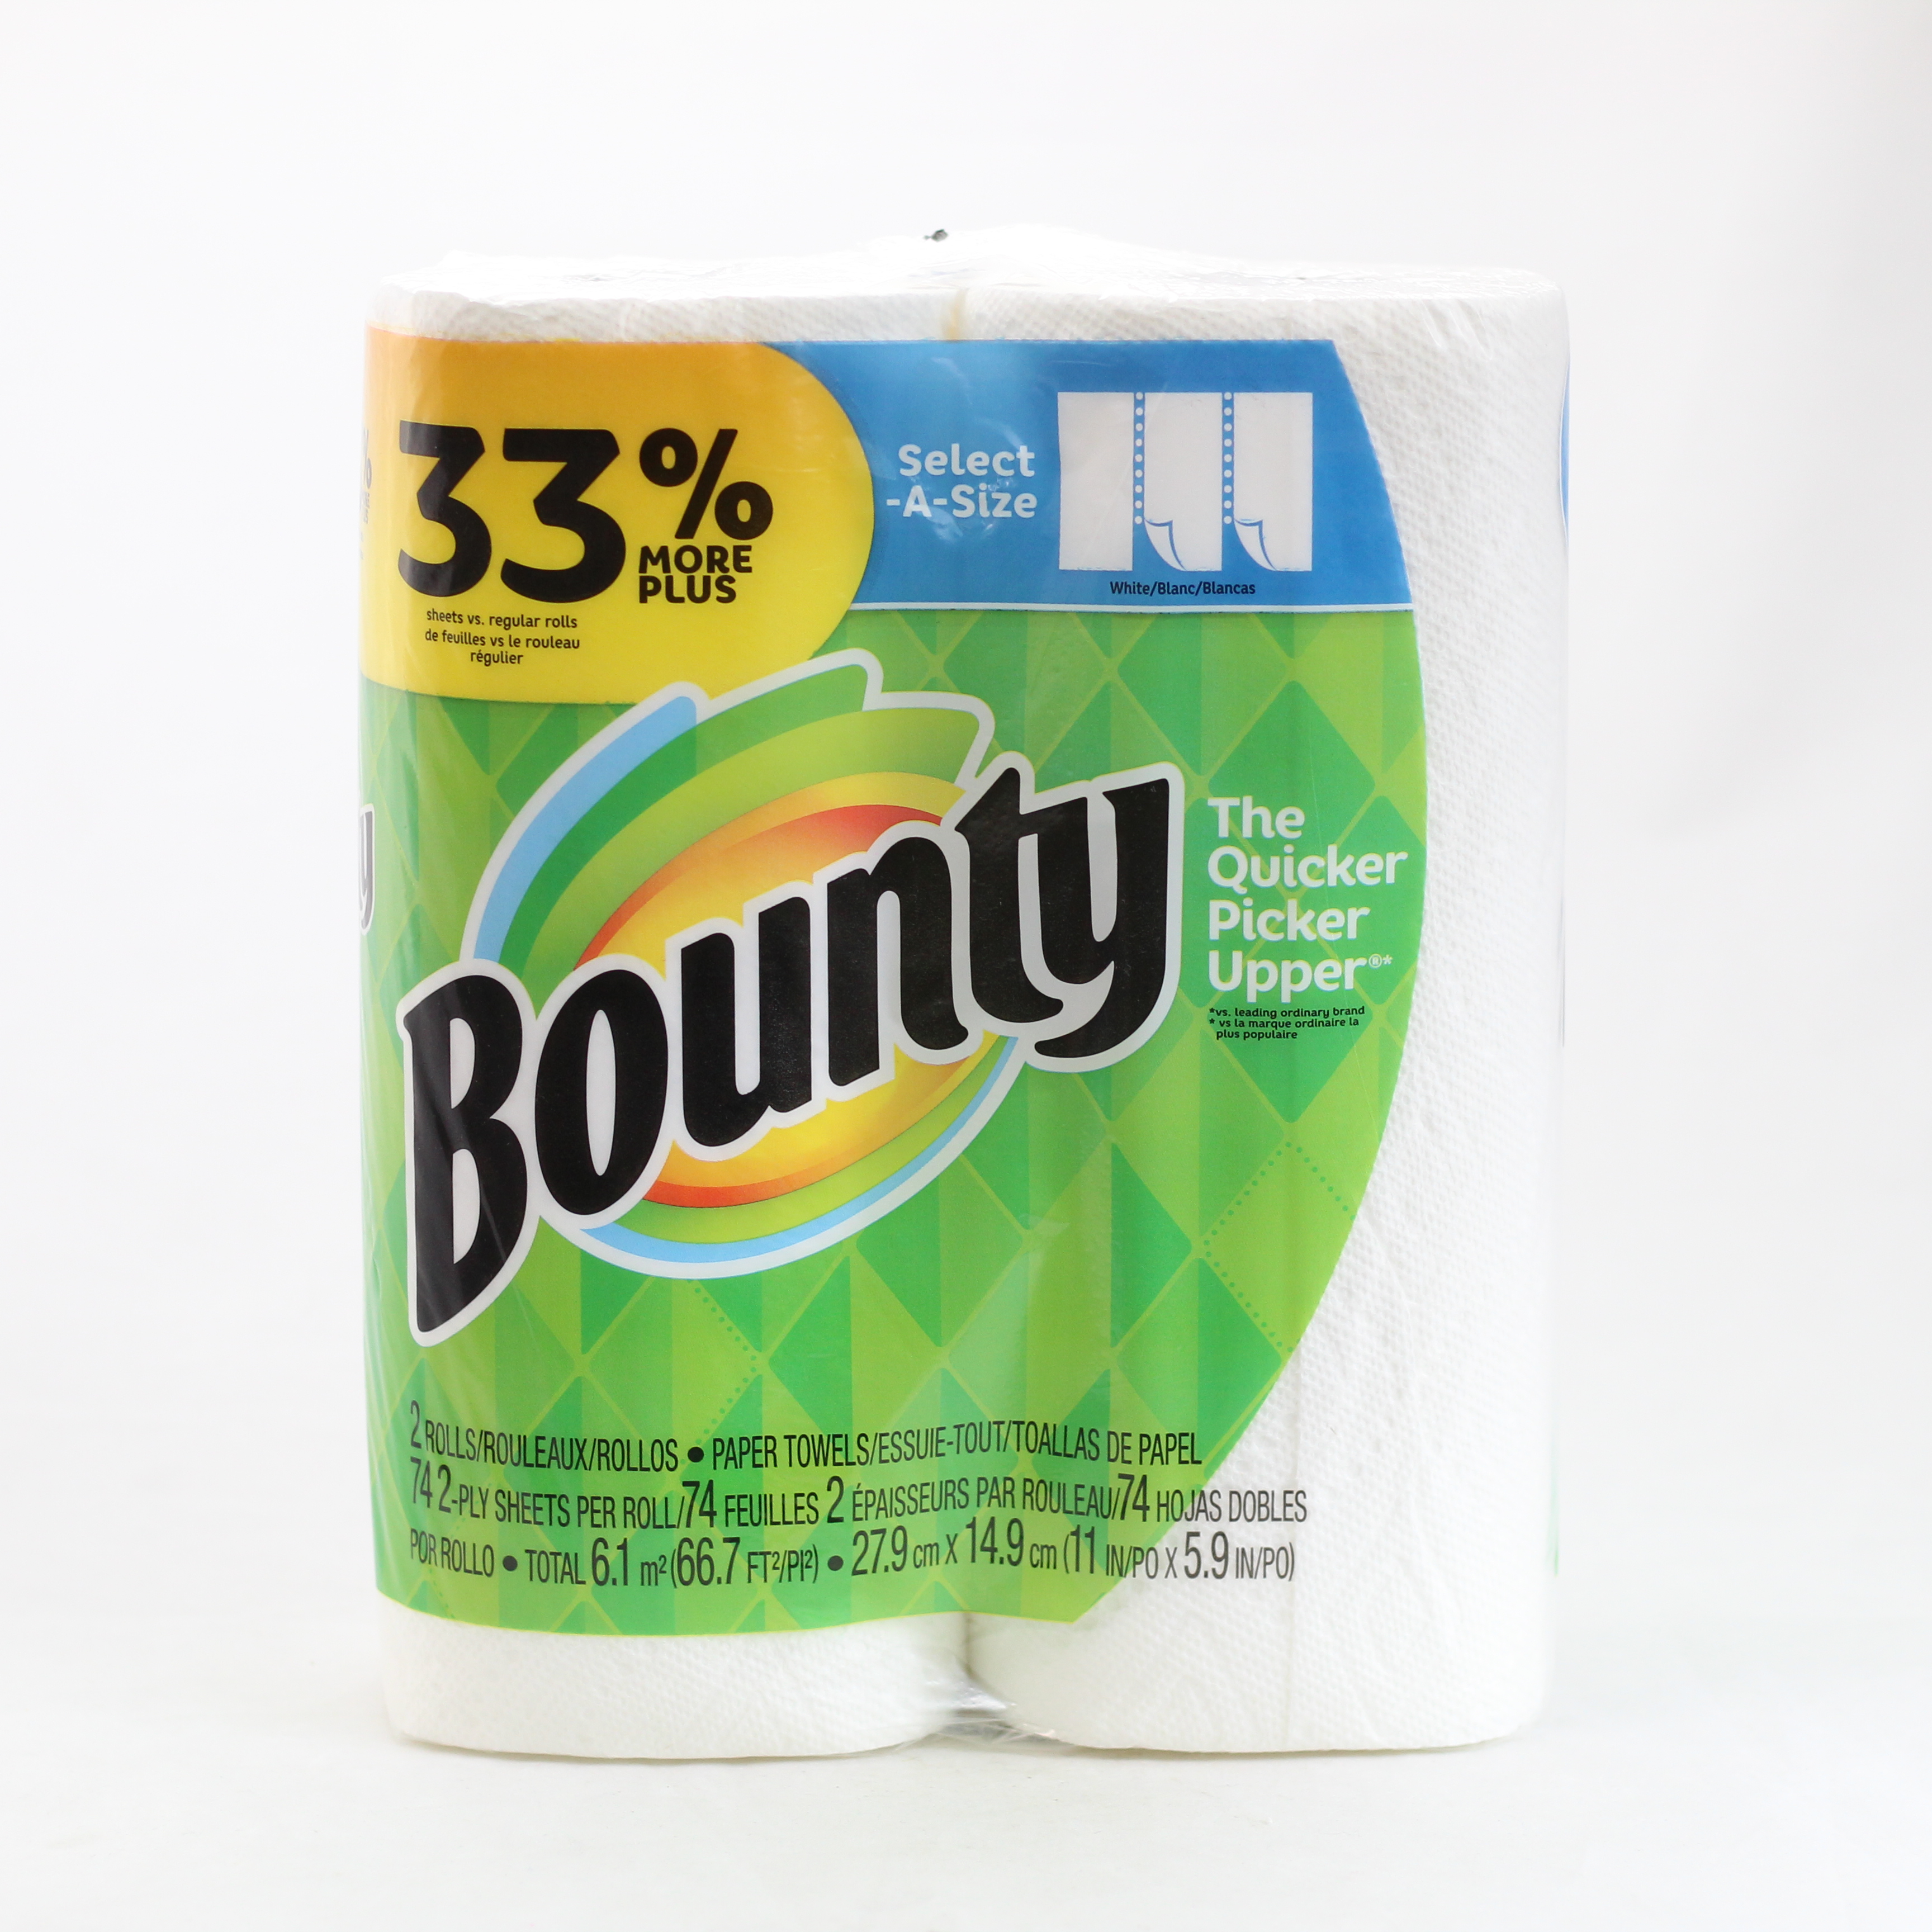 33%
MORE
PLUS
sheets vs. regular rolls
de feuilles vs le rouleau
régulier
Select
-A-Size
White/Blanc/Blancas
Bounty
The
Quicker
Picker
Upper®*
*vs. leading ordinary brand
* vs la marque ordinaire la
plus populaire
2 ROLLS/ROULEAUX/ROLLOS • PAPER TOWELS/ESSUIE-TOUT/TOALLAS DE PAPEL
74 2-PLY SHEETS PER ROLL/74 FEUILLES 2 ÉPAISSEURS PAR ROULEAU/74 HOJAS DOBLES
POR ROLLO • TOTAL 6.1 m² (66.7 FT²/PI²) • 27.9 cm X 14.9 cm (11 IN/PO X 5.9 IN/PO)